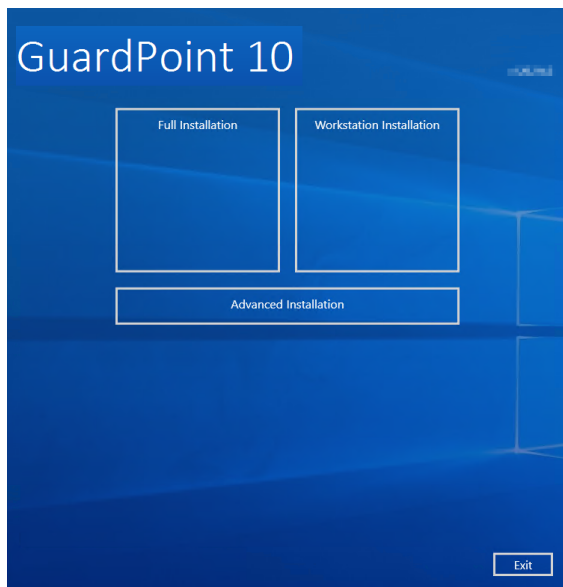 GuardPoint 10
Full Installation
Workstation Installation
Advanced Installation
Exit